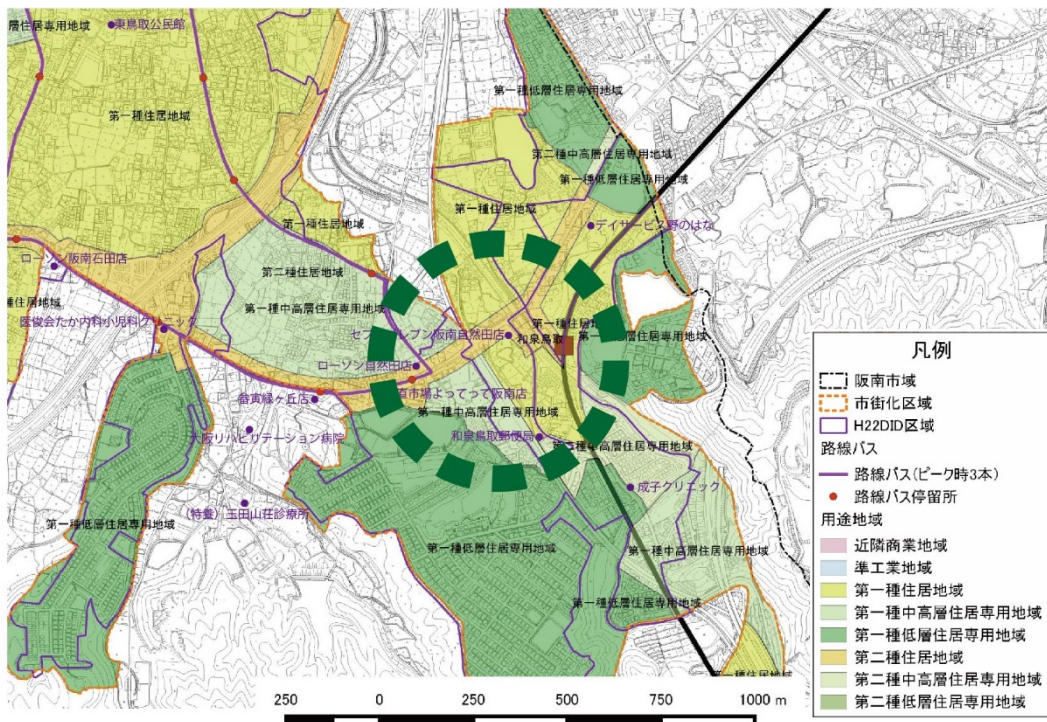 層住居専用地域
東鳥取公民館
第一種低層住居専用地域
第一種住居地域
第二種中高層住居専用地域
第一種低層住居専用地域
第一種住居地域
第一種住居地域
デイサービス野のはな
ローソン阪南石田店
第二種住居地域
種住居地域
第一種中高層住居専用地域
医俊会たか内科小児科クリニック
セブンイレブン阪南自然田店
第一種住居地域
和泉鳥取
第一種低層住居専用地域
ローソン自然田店
直市場よってって阪南店
第一種中高層住居専用地域
大阪リハビリテーション病院
和泉鳥取郵便局
第一種中高層住居専用地域
成子クリニック
(特養)玉田山荘診療所
第一種低層住居専用地域
第一種低層住居専用地域
第一種中高層住居専用地域
第一種低層住居専用地域
第一種住居地域
凡例
阪南市域
市街化区域
H22DID区域
路線バス
路線バス(ピーク時3本)
路線バス停留所
用途地域
近隣商業地域
準工業地域
第一種住居地域
第一種中高層住居専用地域
第一種低層住居専用地域
第二種住居地域
第二種中高層住居専用地域
第二種低層住居専用地域
250 0 250 500 750 1000 m